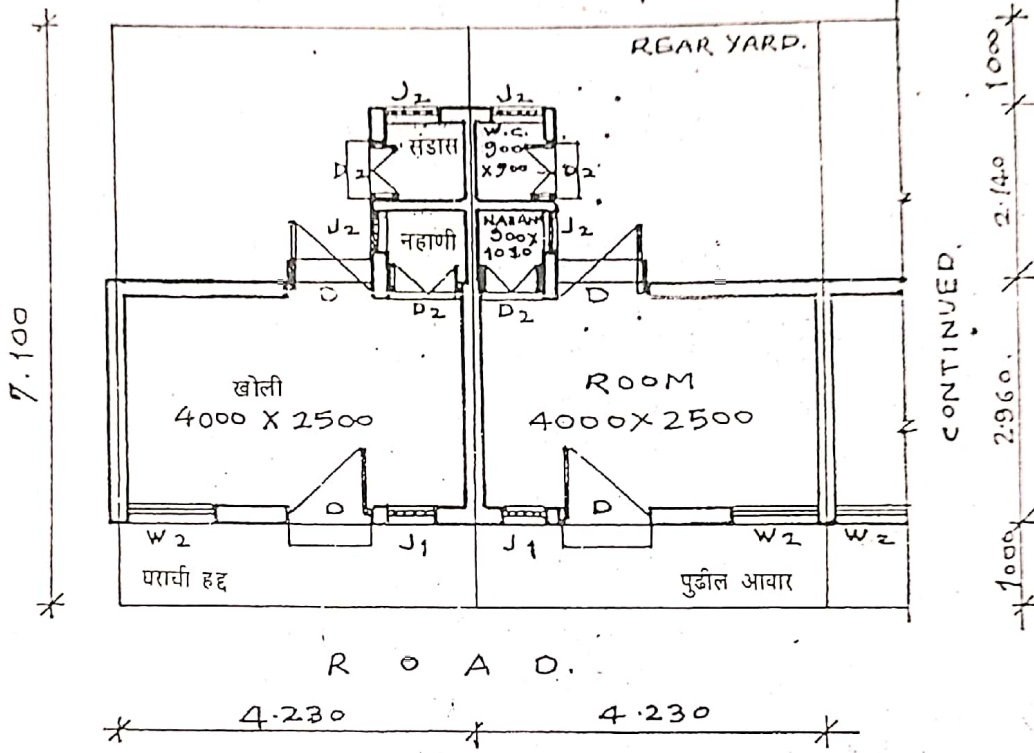 REAR YARD.
1000
J2
J2
संडास
W.C.
900
X900
D2
D2
2.140
J2
नहाणी
NAHAN
900X
1010
J2
D
D2
D2
D
7.100
CONTINUED.
खोली
4000 X 2500
ROOM
4000X2500
2.960.
D
D
W2
J1
J1
W2
W2
घराची हद्द
पुढील आवार
1000
ROAD.
4.230
4.230